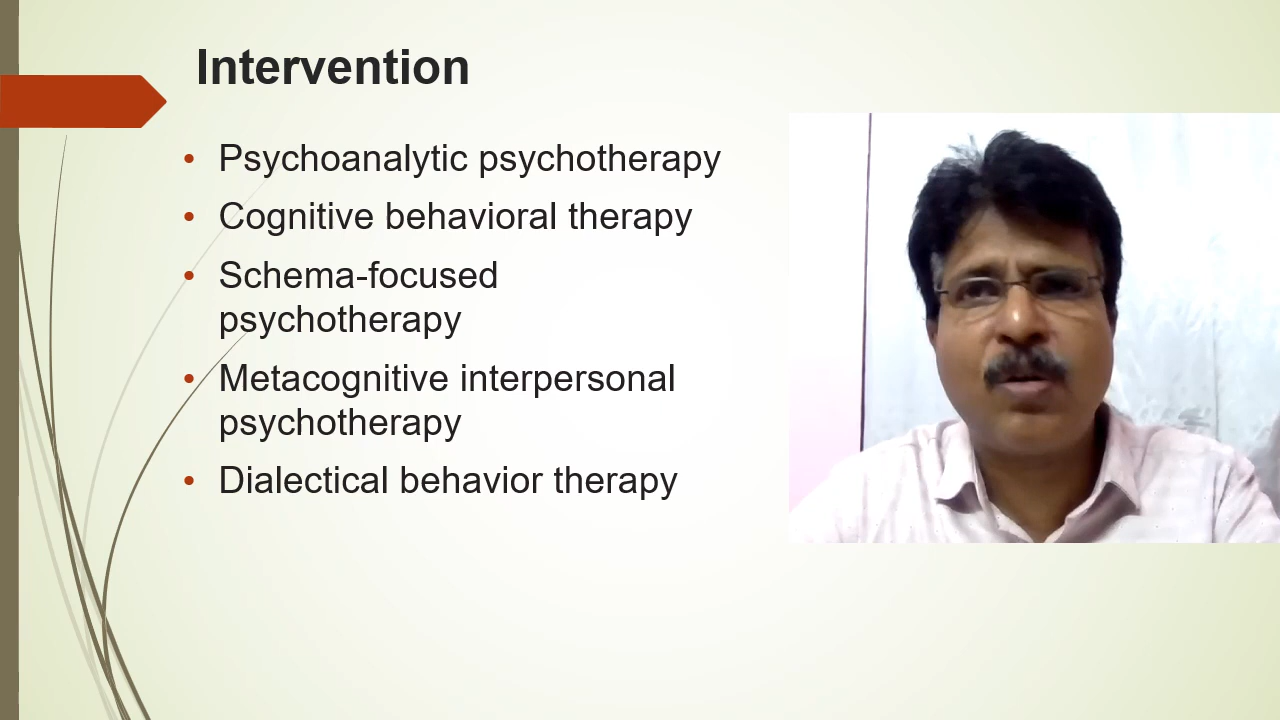 Intervention
• Psychoanalytic psychotherapy
• Cognitive behavioral therapy
• Schema-focused
psychotherapy
• Metacognitive interpersonal
psychotherapy
• Dialectical behavior therapy